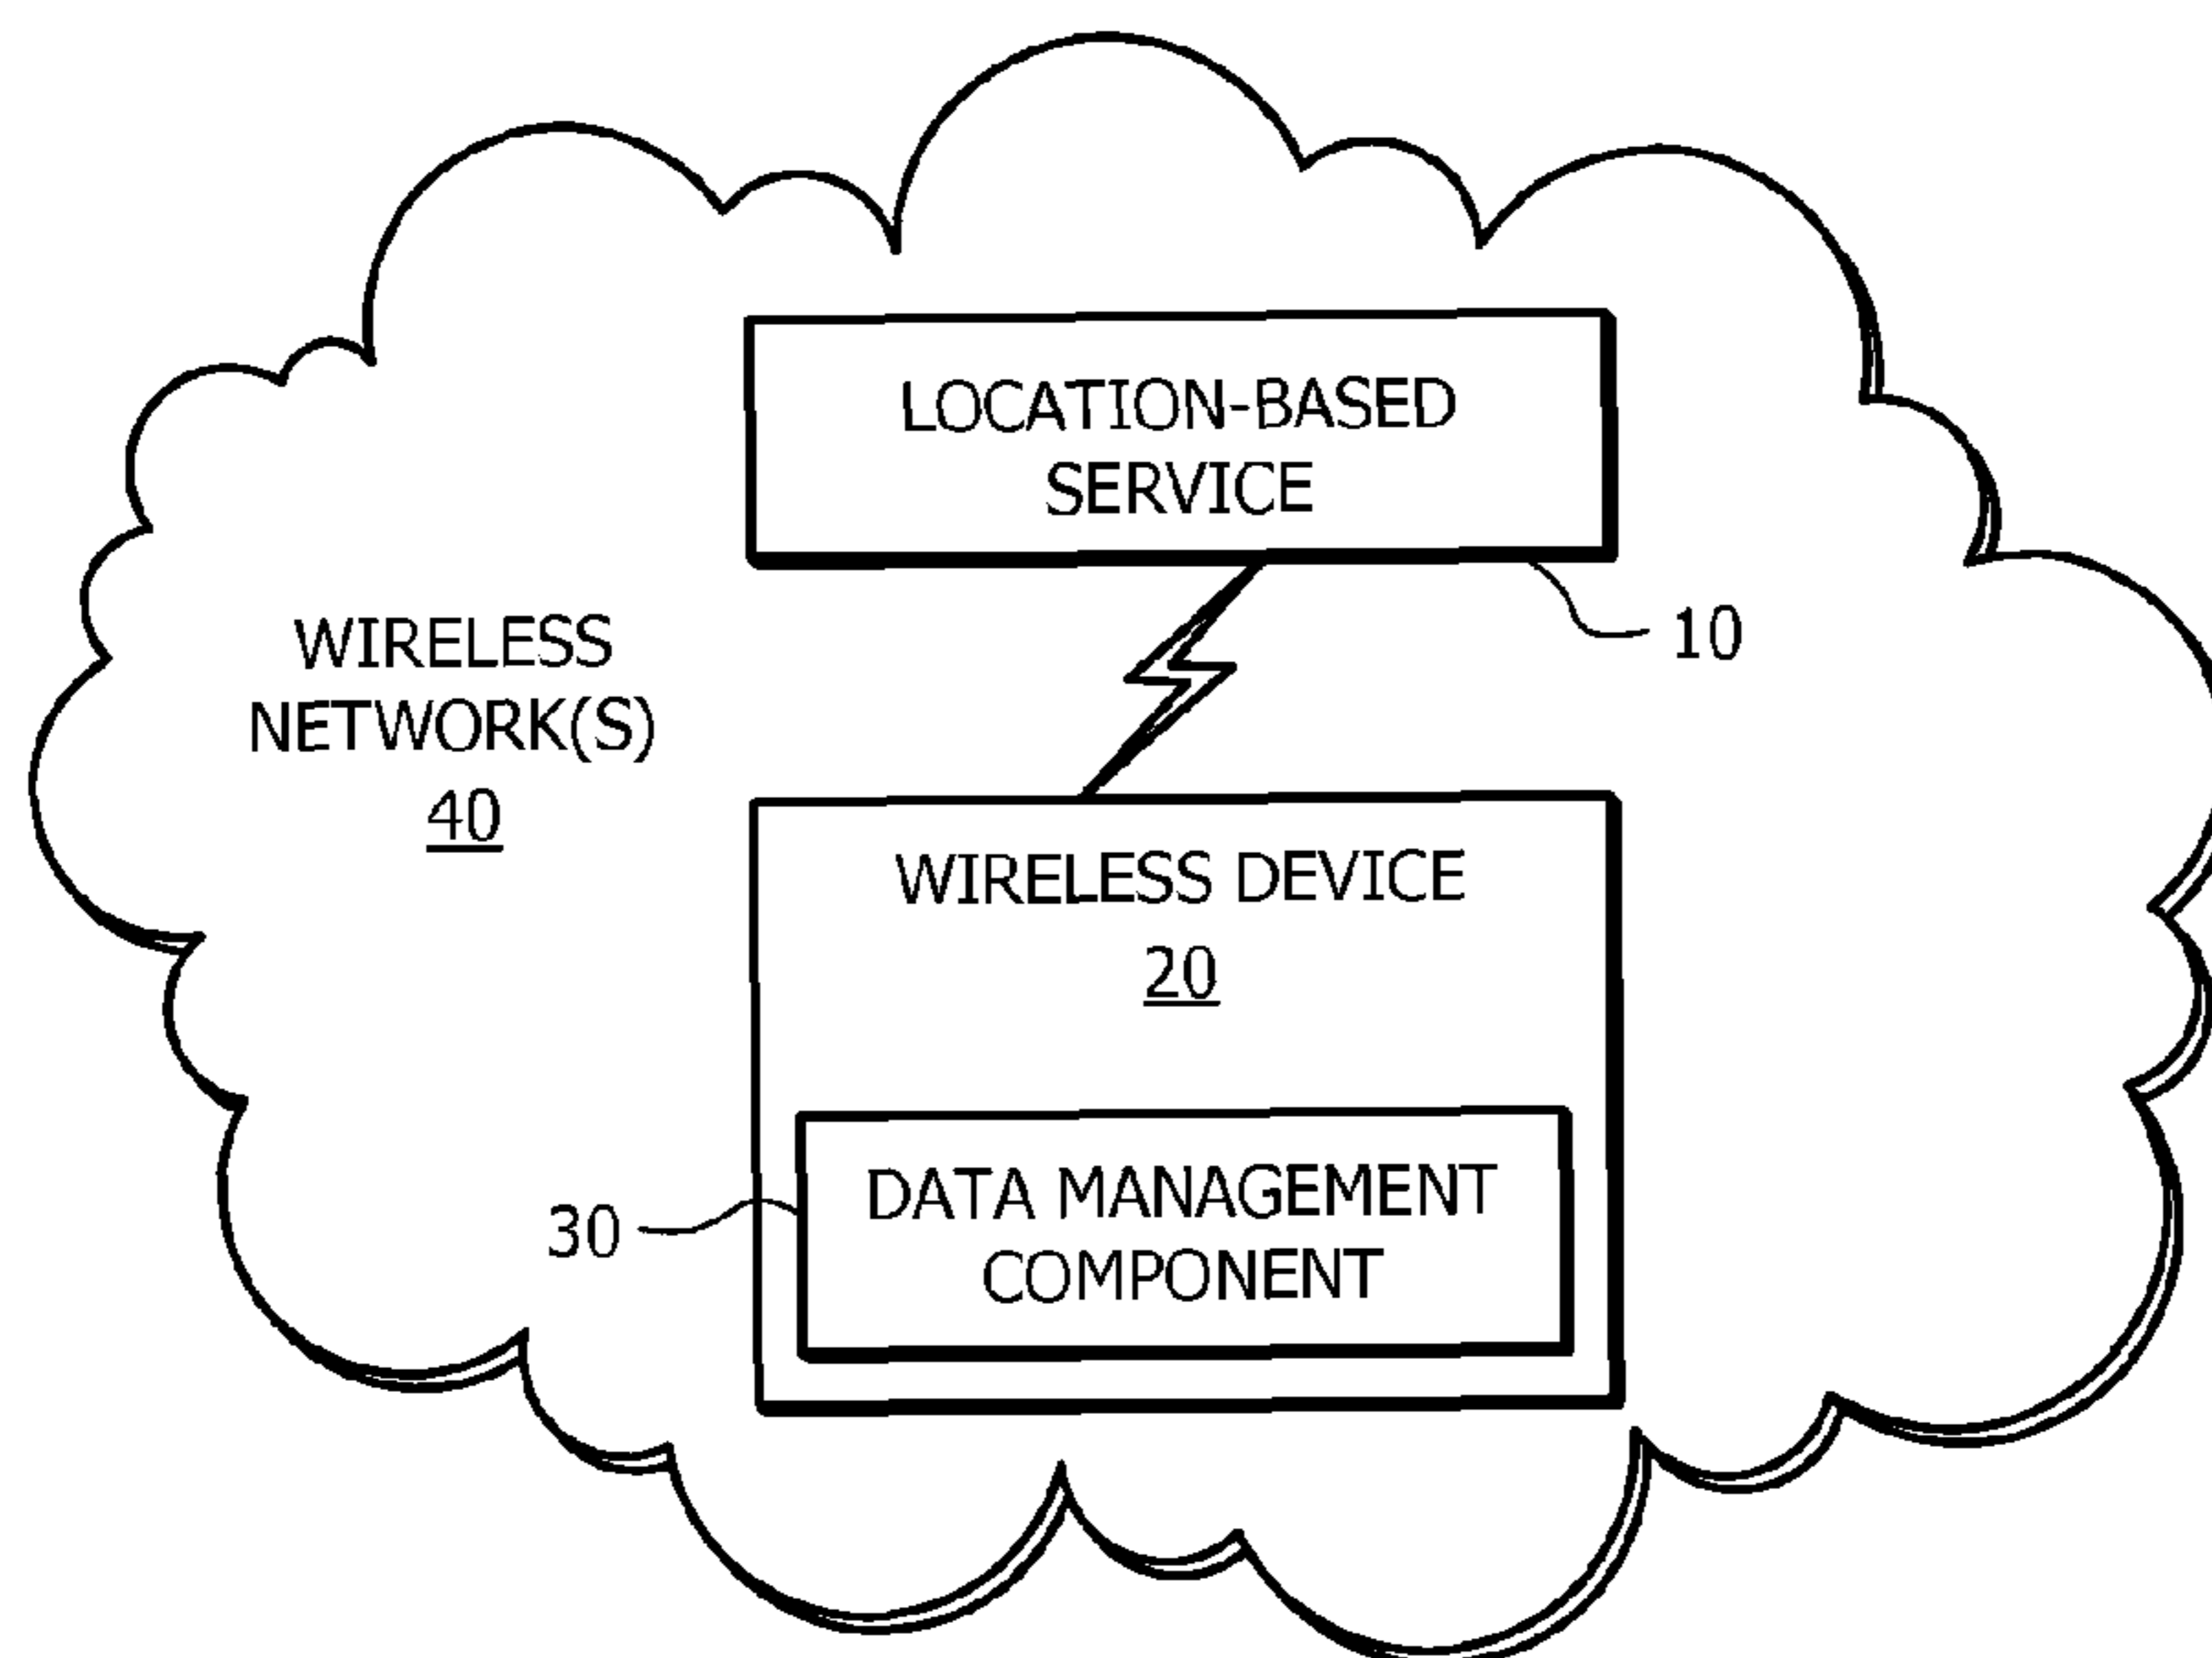 LOCATION-BASED
SERVICE
10
WIRELESS
NETWORK(S)
40
WIRELESS DEVICE
20
30
DATA MANAGEMENT
COMPONENT